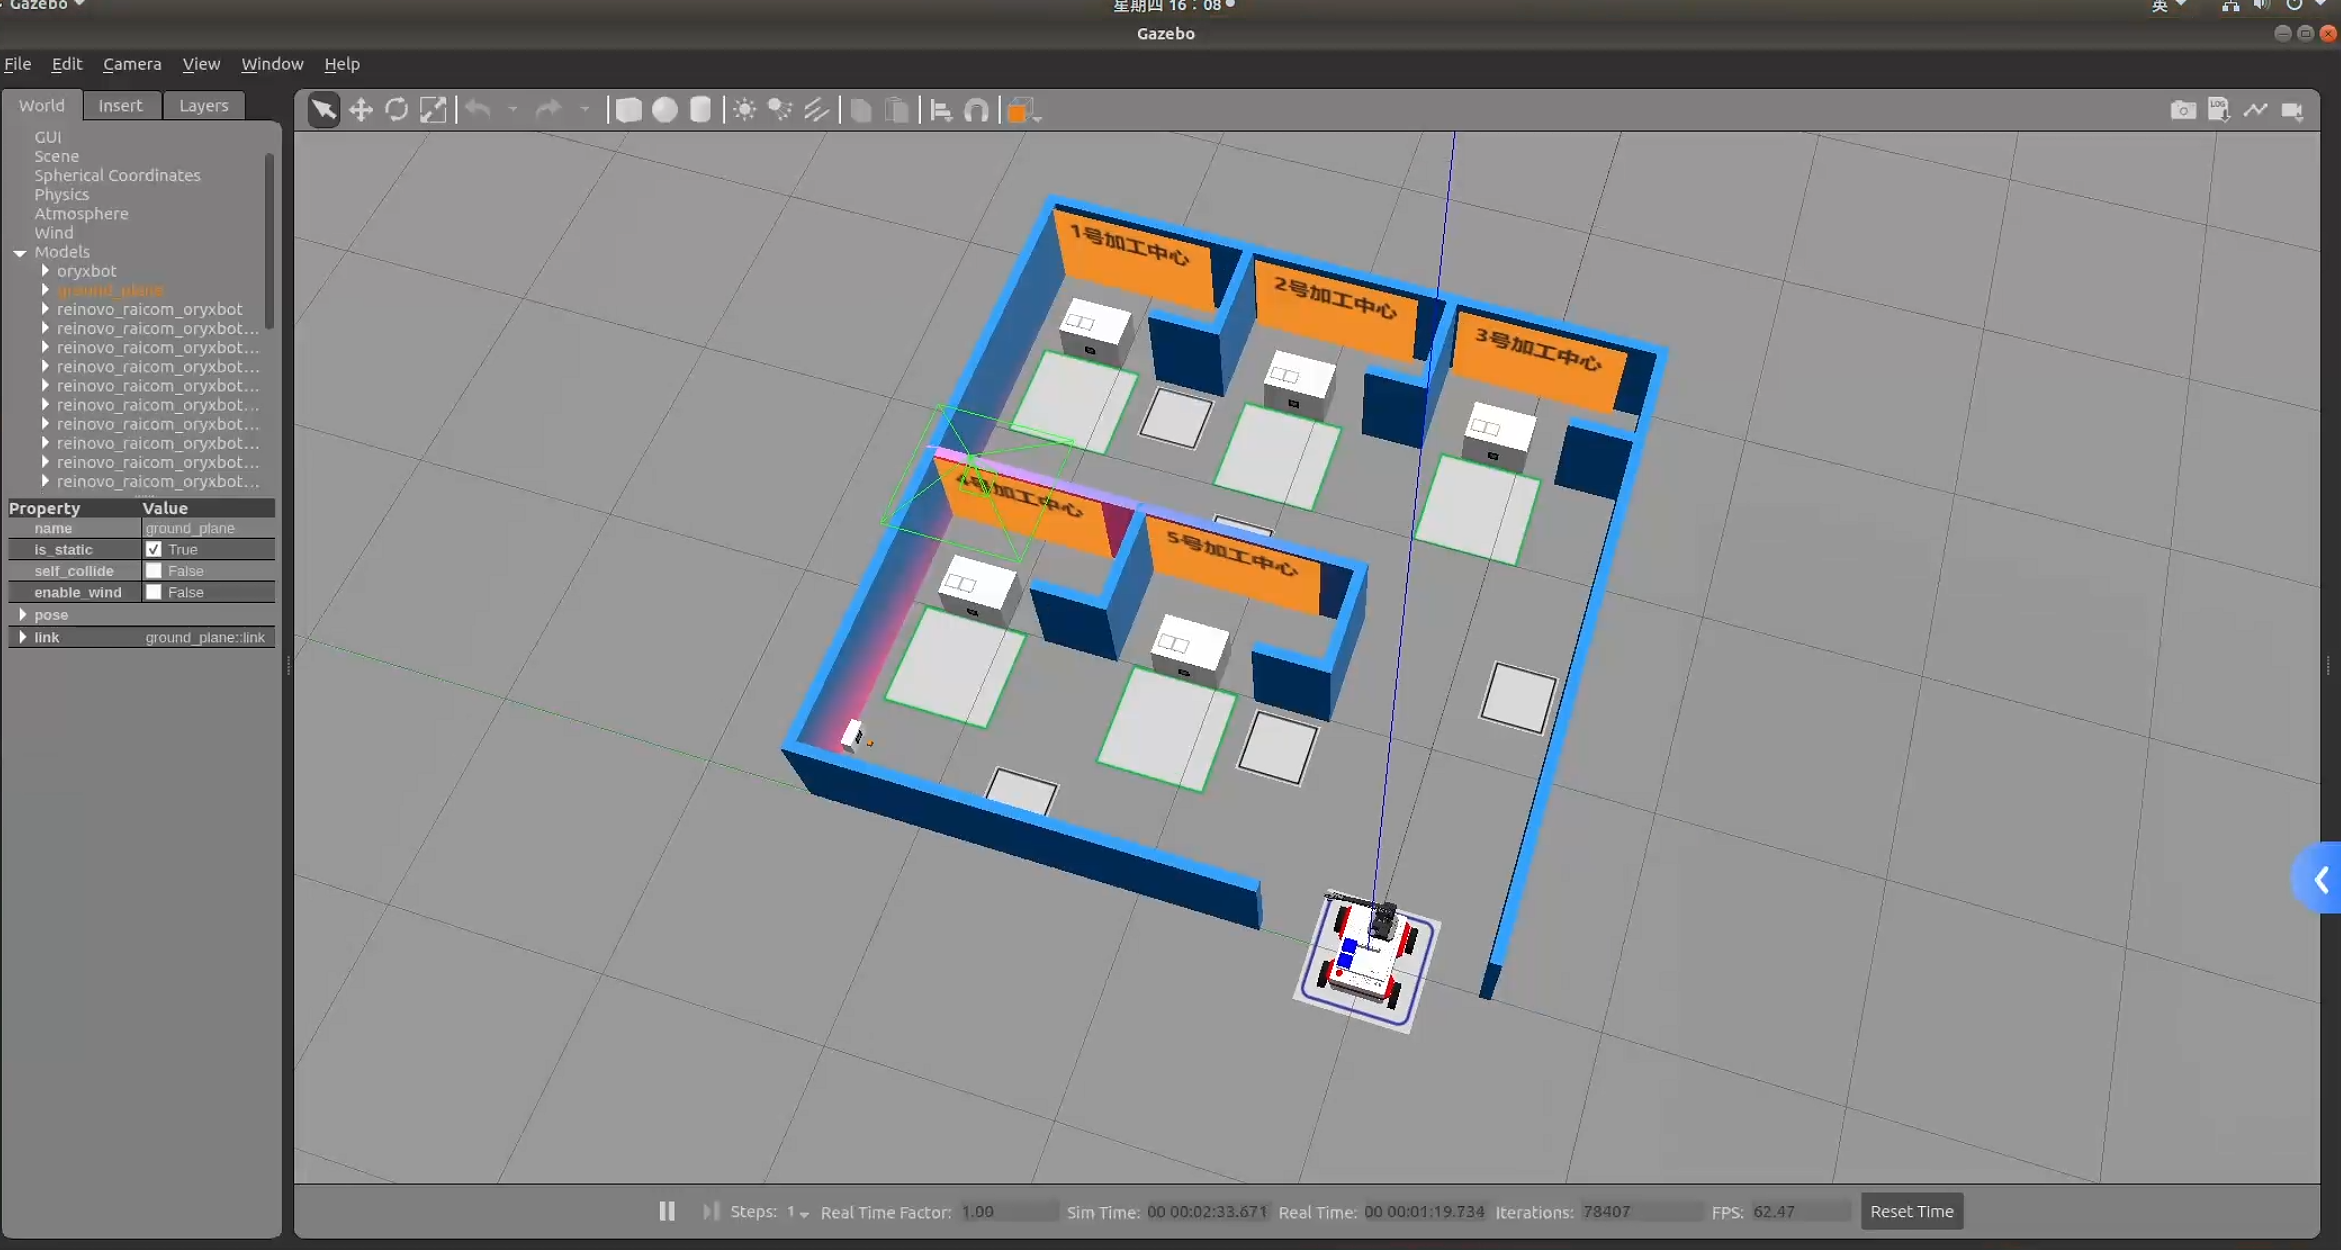 Gazebo
星期四 16：08
英
Gazebo
File Edit Camera View Window Help
World Insert Layers
GUI
Scene
Spherical Coordinates
Physics
Atmosphere
Wind
Models
oryxbot
ground_plane
reinovo_raicom_oryxbot
reinovo_raicom_oryxbot...
reinovo_raicom_oryxbot...
reinovo_raicom_oryxbot...
reinovo_raicom_oryxbot...
reinovo_raicom_oryxbot...
reinovo_raicom_oryxbot...
reinovo_raicom_oryxbot...
reinovo_raicom_oryxbot...
reinovo_raicom_oryxbot...
Property Value
name ground_plane
is_static True
self_collide False
enable_wind False
pose
link ground_plane::link
LOG
1号加工中心
2号加工中心
3号加工中心
4号加工中心
5号加工中心
Steps: 1 Real Time Factor: 1.00 Sim Time: 00 00:02:33.671 Real Time: 00 00:01:19.734 Iterations: 78407 FPS: 62.47 Reset Time